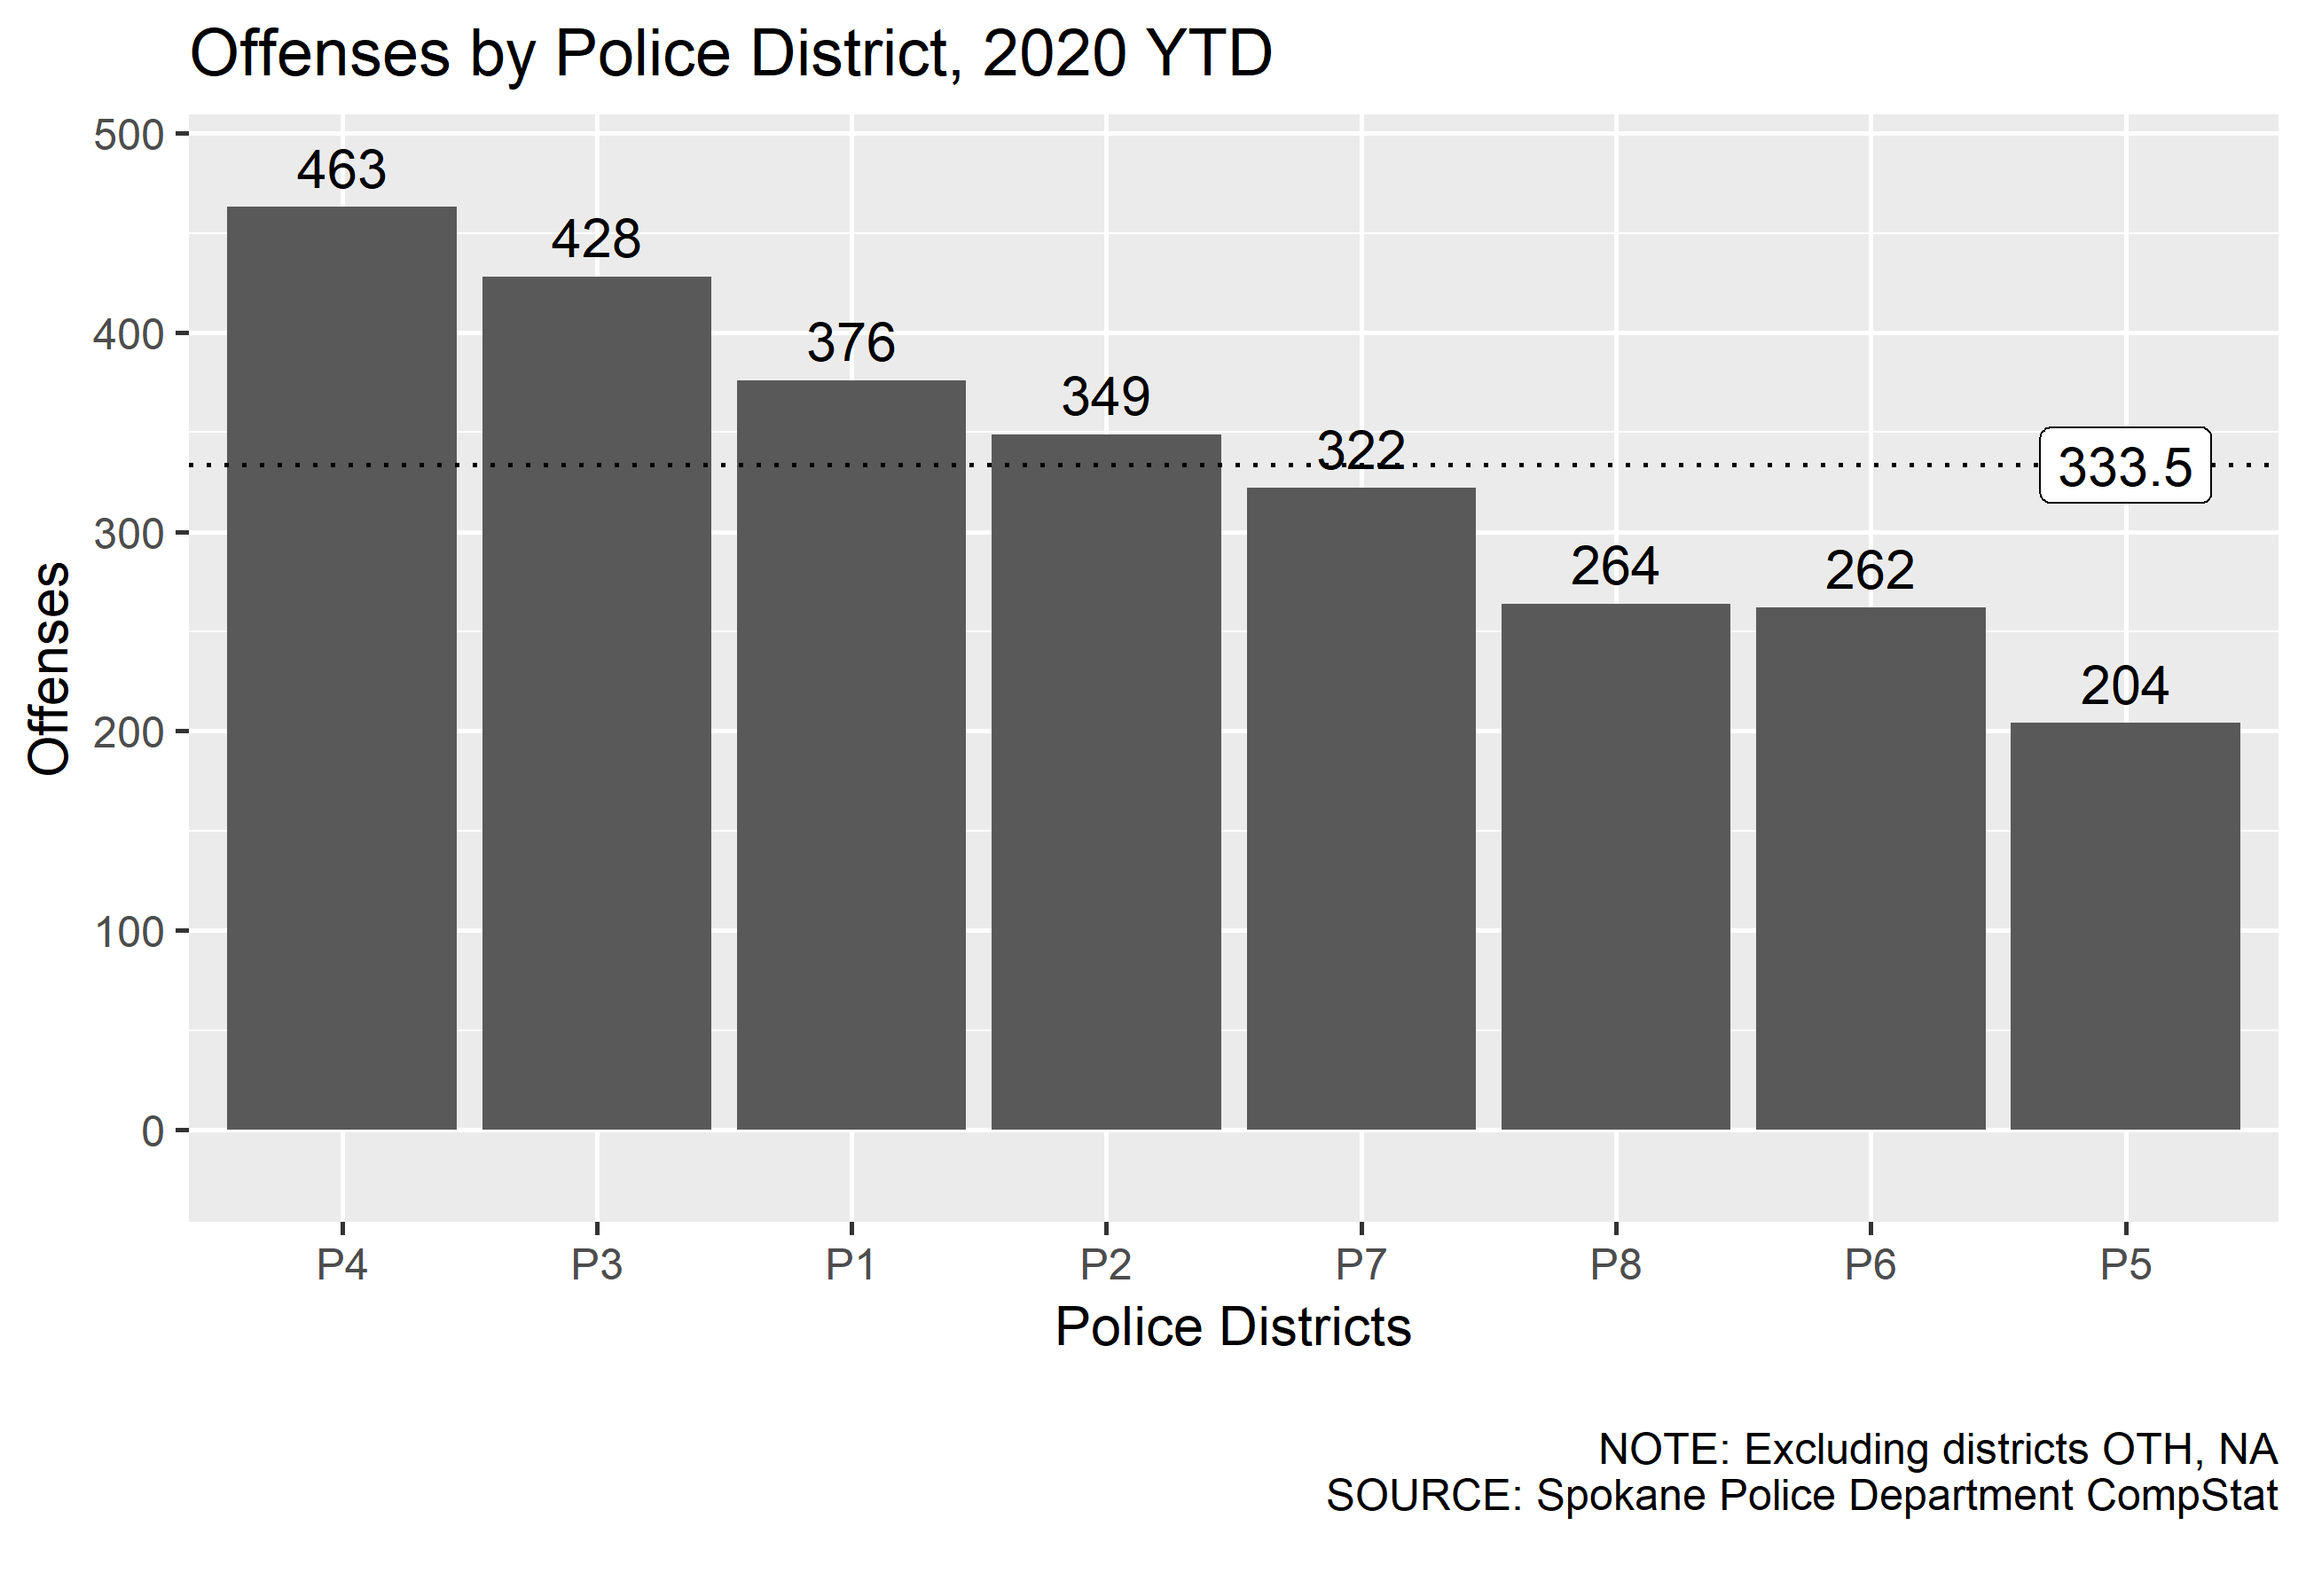 Offenses by Police District, 2020 YTD
500
400
300
200
100
0
Offenses
463
428
376
349
322
264
262
204
333.5
P4
P3
P1
P2
P7
P8
P6
P5
Police Districts
NOTE: Excluding districts OTH, NA
SOURCE: Spokane Police Department CompStat